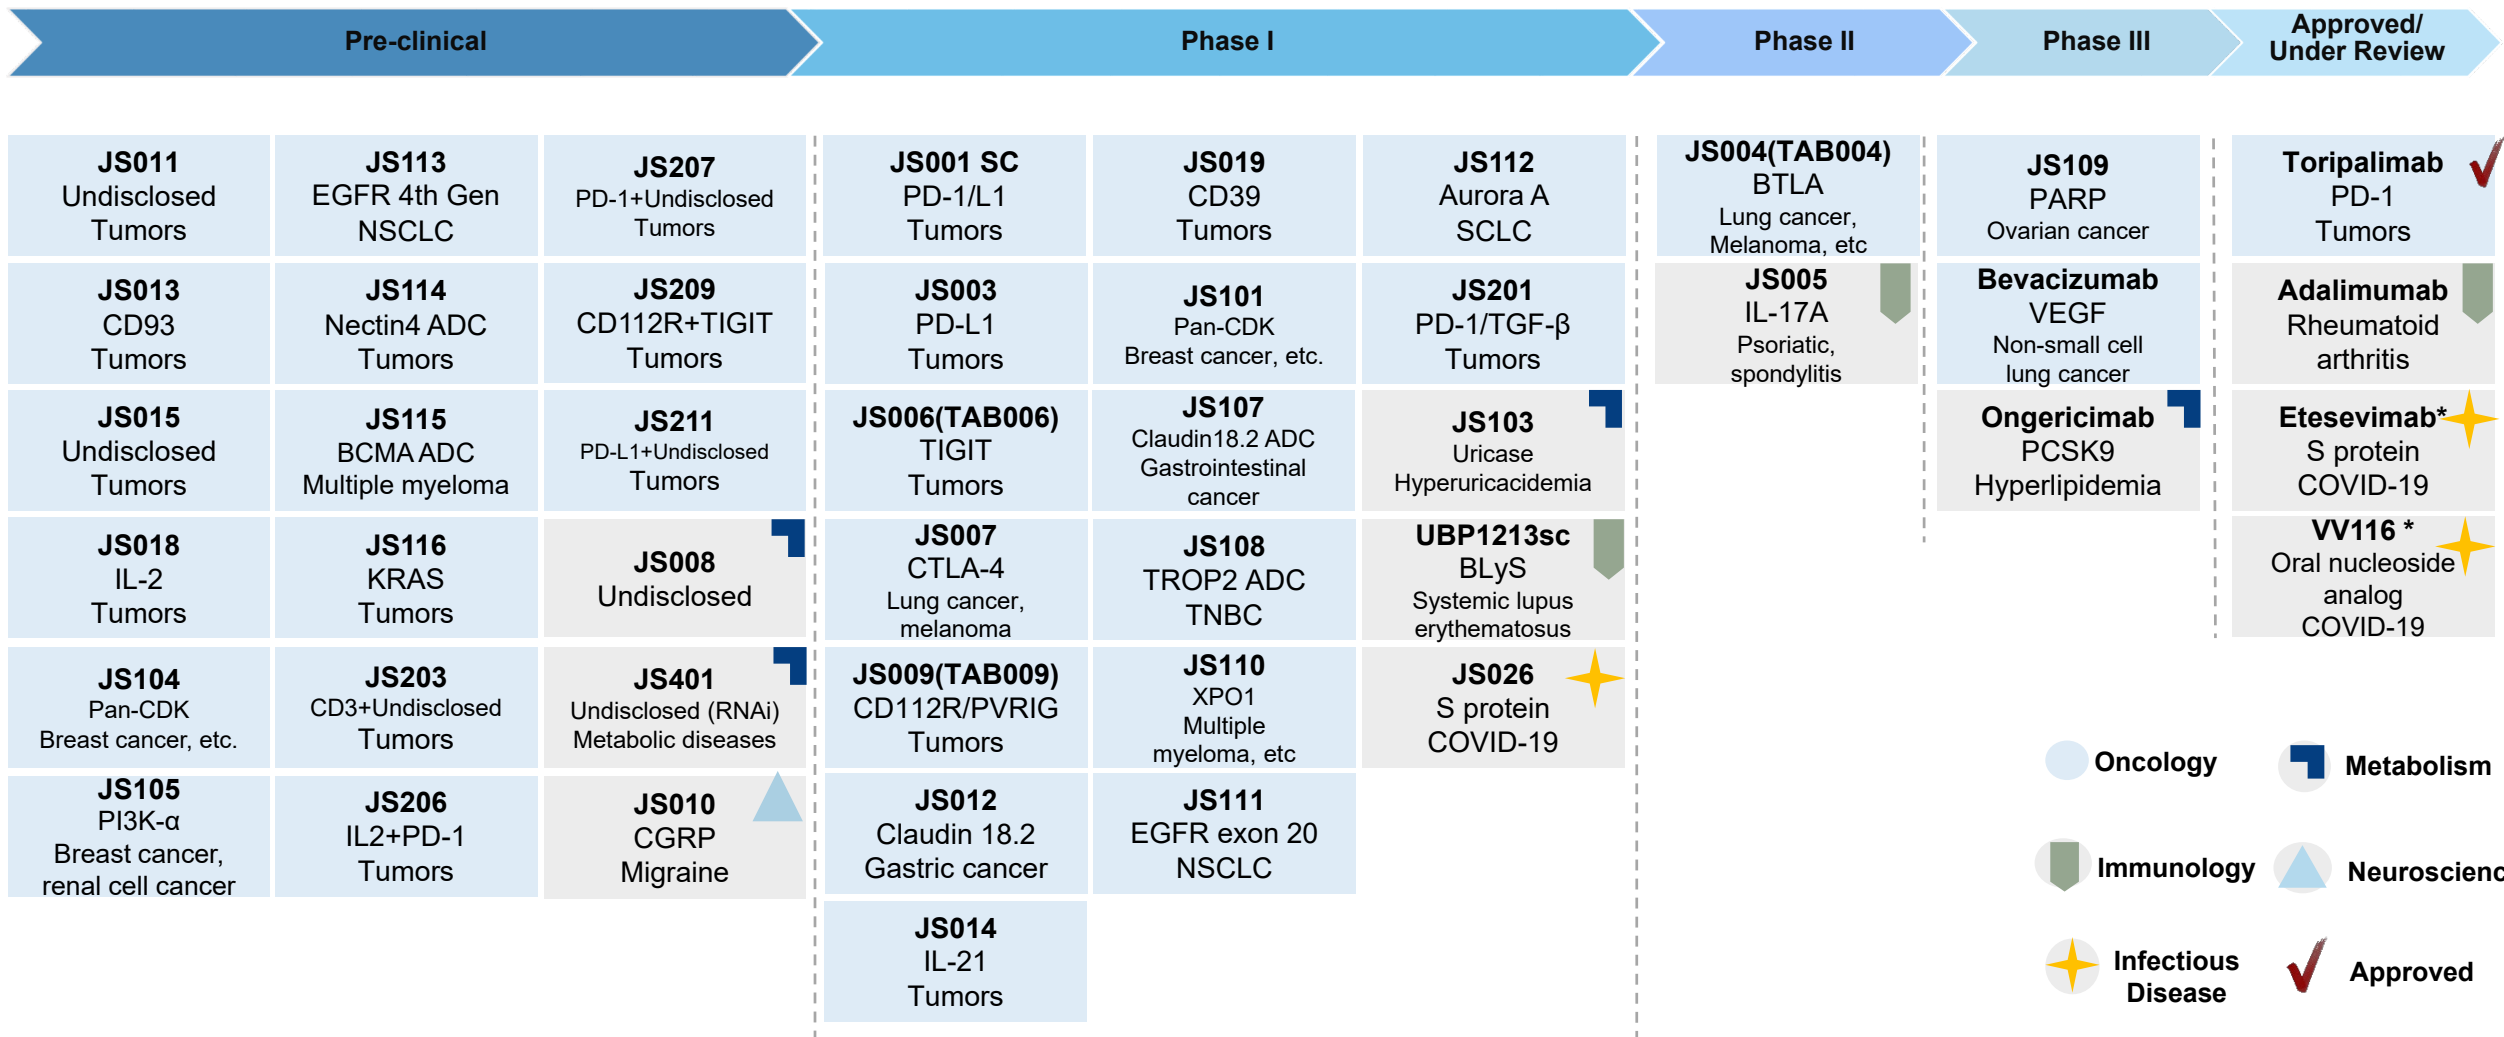 Pre-clinical
Phase I
Phase II
Phase III
Approved/
Under Review
JS011
Undisclosed
Tumors
JS113
EGFR 4th Gen
NSCLC
JS207
PD-1+Undisclosed
Tumors
JS001 SC
PD-1/L1
Tumors
JS019
CD39
Tumors
JS112
Aurora A
SCLC
JS004(TAB004)
BTLA
Lung cancer,
Melanoma, etc
JS109
PARP
Ovarian cancer
Toripalimab
PD-1
Tumors
JS013
CD93
Tumors
JS114
Nectin4 ADC
Tumors
JS209
CD112R+TIGIT
Tumors
JS003
PD-L1
Tumors
JS101
Pan-CDK
Breast cancer, etc.
JS201
PD-1/TGF-β
Tumors
JS005
IL-17A
Psoriatic,
spondylitis
Bevacizumab
VEGF
Non-small cell
lung cancer
Adalimumab
Rheumatoid
arthritis
JS015
Undisclosed
Tumors
JS115
BCMA ADC
Multiple myeloma
JS211
PD-L1+Undisclosed
Tumors
JS006(TAB006)
TIGIT
Tumors
JS107
Claudin18.2 ADC
Gastrointestinal
cancer
JS103
Uricase
Hyperuricacidemia
Ongericimab
PCSK9
Hyperlipidemia
Etesevimab*
S protein
COVID-19
JS018
IL-2
Tumors
JS116
KRAS
Tumors
JS008
Undisclosed
JS007
CTLA-4
Lung cancer,
melanoma
JS108
TROP2 ADC
TNBC
UBP1213sc
BLyS
Systemic lupus
erythematosus
VV116 *
Oral nucleoside
analog
COVID-19
JS104
Pan-CDK
Breast cancer, etc.
JS203
CD3+Undisclosed
Tumors
JS401
Undisclosed (RNAi)
Metabolic diseases
JS009(TAB009)
CD112R/PVRIG
Tumors
JS110
XPO1
Multiple
myeloma, etc
JS026
S protein
COVID-19
JS105
PI3K-α
Breast cancer,
renal cell cancer
JS206
IL2+PD-1
Tumors
JS010
CGRP
Migraine
JS012
Claudin 18.2
Gastric cancer
JS111
EGFR exon 20
NSCLC
JS014
IL-21
Tumors
Oncology
Metabolism
Immunology
Neuroscienc
Infectious
Disease
Approved